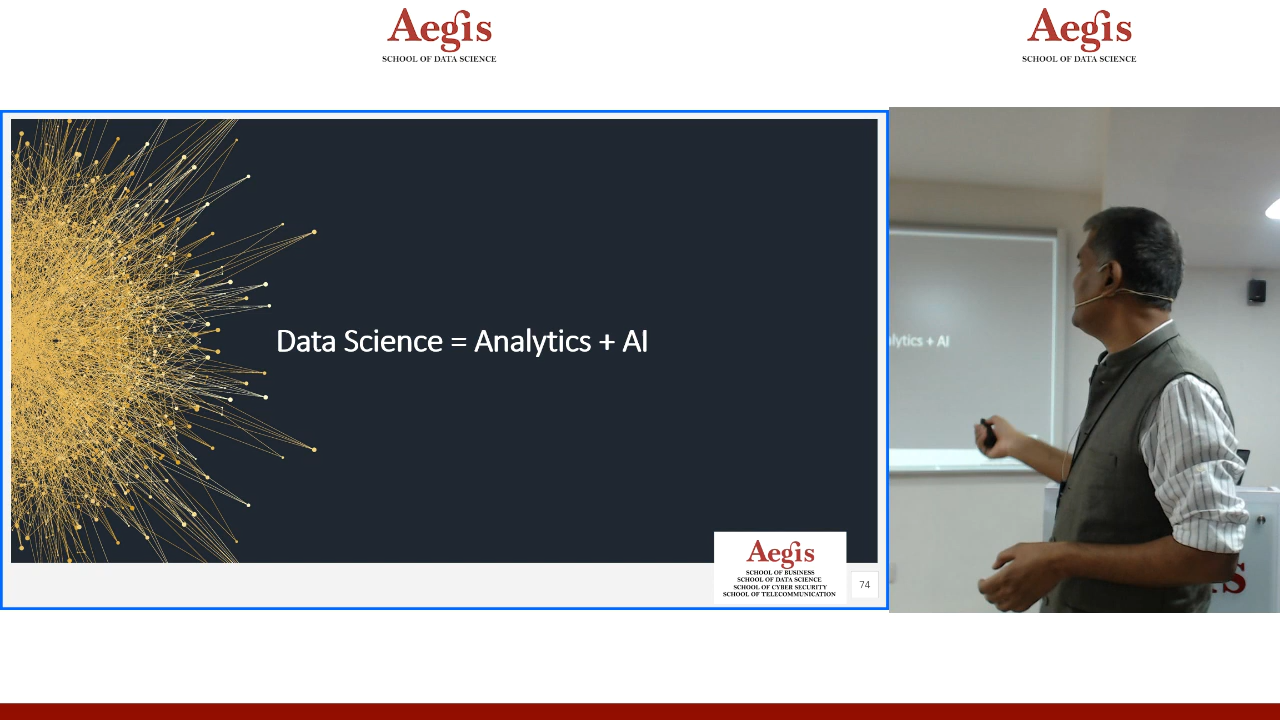 Aegis
SCHOOL OF DATA SCIENCE
Aegis
SCHOOL OF DATA SCIENCE
Data Science = Analytics + AI
lytics + AI
Aegis
SCHOOL OF BUSINESS
SCHOOL OF DATA SCIENCE
SCHOOL OF CYBER SECURITY
SCHOOL OF TELECOMMUNICATION
74